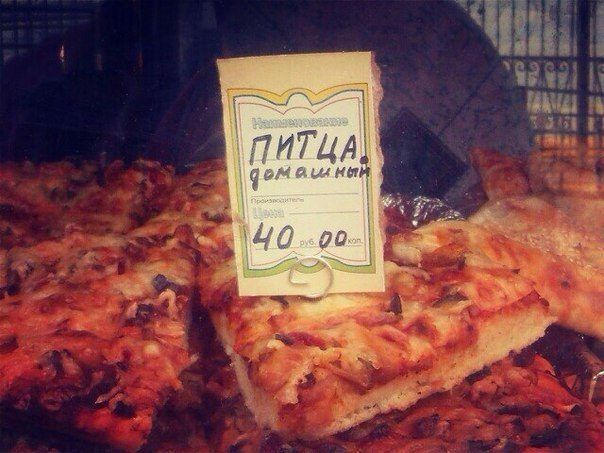 Наименование
ПИТЦА
домашный
Производитель
Цена
40 руб. 00 коп.